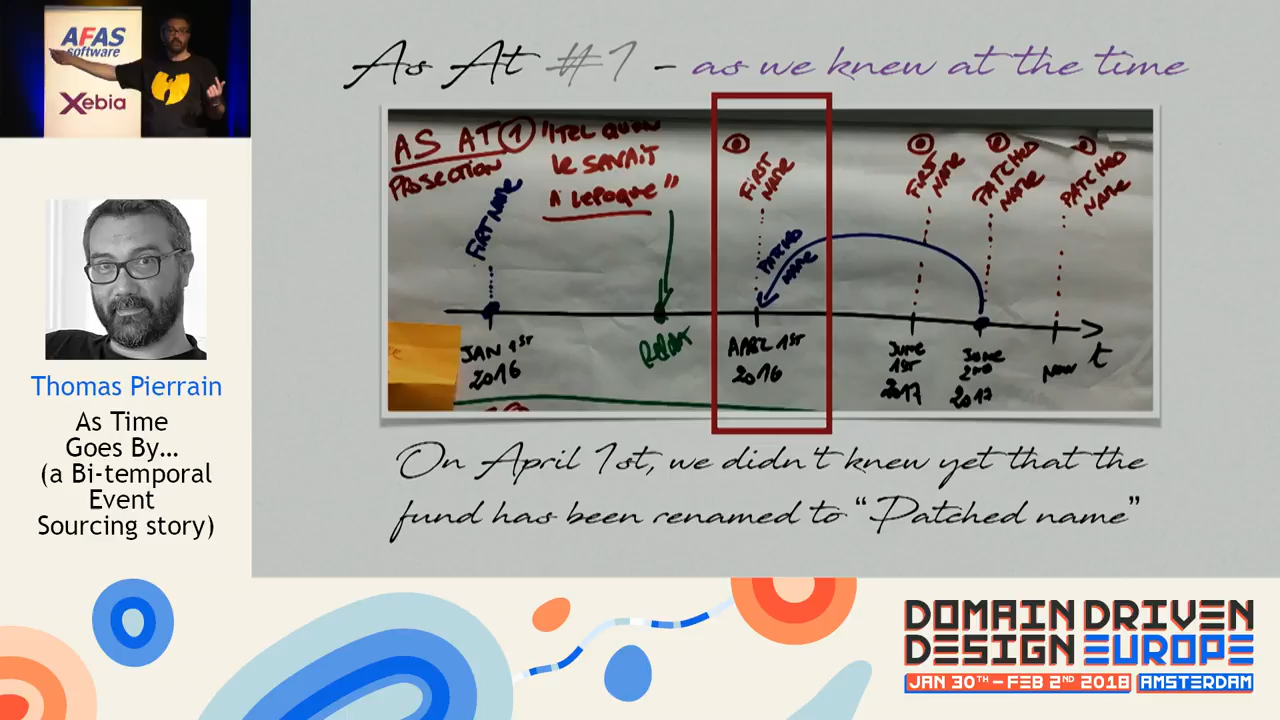 AFAS
software
Xebia
Thomas Pierrain
As Time
Goes By…
(a Bi-temporal
Event
Sourcing story)
As At #1 - as we knew at the time
AS AT 1 "TEL QU'ON
PROJECTION LE SAVAIT
A L'EPOQUE"
FIRST NAME
FIRST NAME
FIRST NAME
PATCHED NAME
PATCHED NAME
PATCHED NAME
JAN 1ST
2016
APRIL 1ST
2016
JUNE
1ST
2017
JUNE
2ND
2017
NOW
t
On April 1st, we didn't knew yet that the
fund has been renamed to “Patched name”
DOMAIN DRIVEN
DESIGN EUROPE
JAN 30TH – FEB 2ND 2018 AMSTERDAM